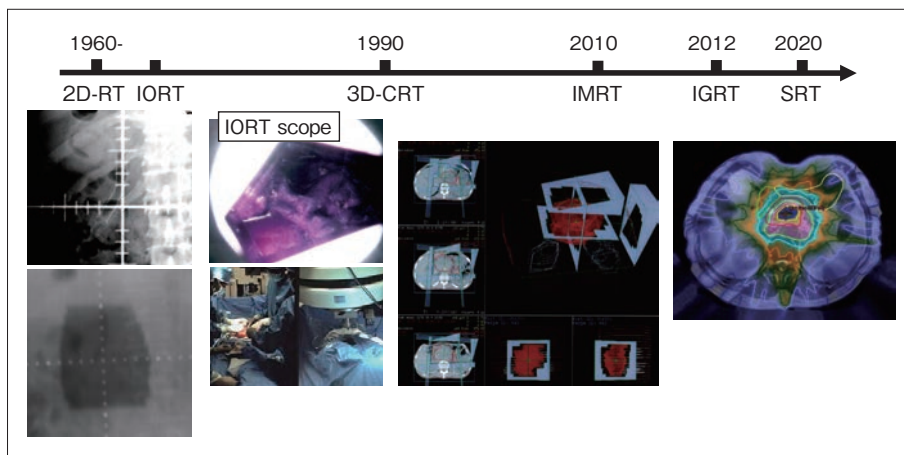 1960-
1990
2010
2012
2020
2D-RT
IORT
3D-CRT
IMRT
IGRT
SRT
IORT scope